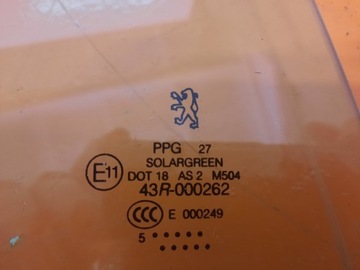 PPG 27
SOLARGREEN
E11 DOT 18 AS 2 M504
43R-000262
CCC E 000249
5